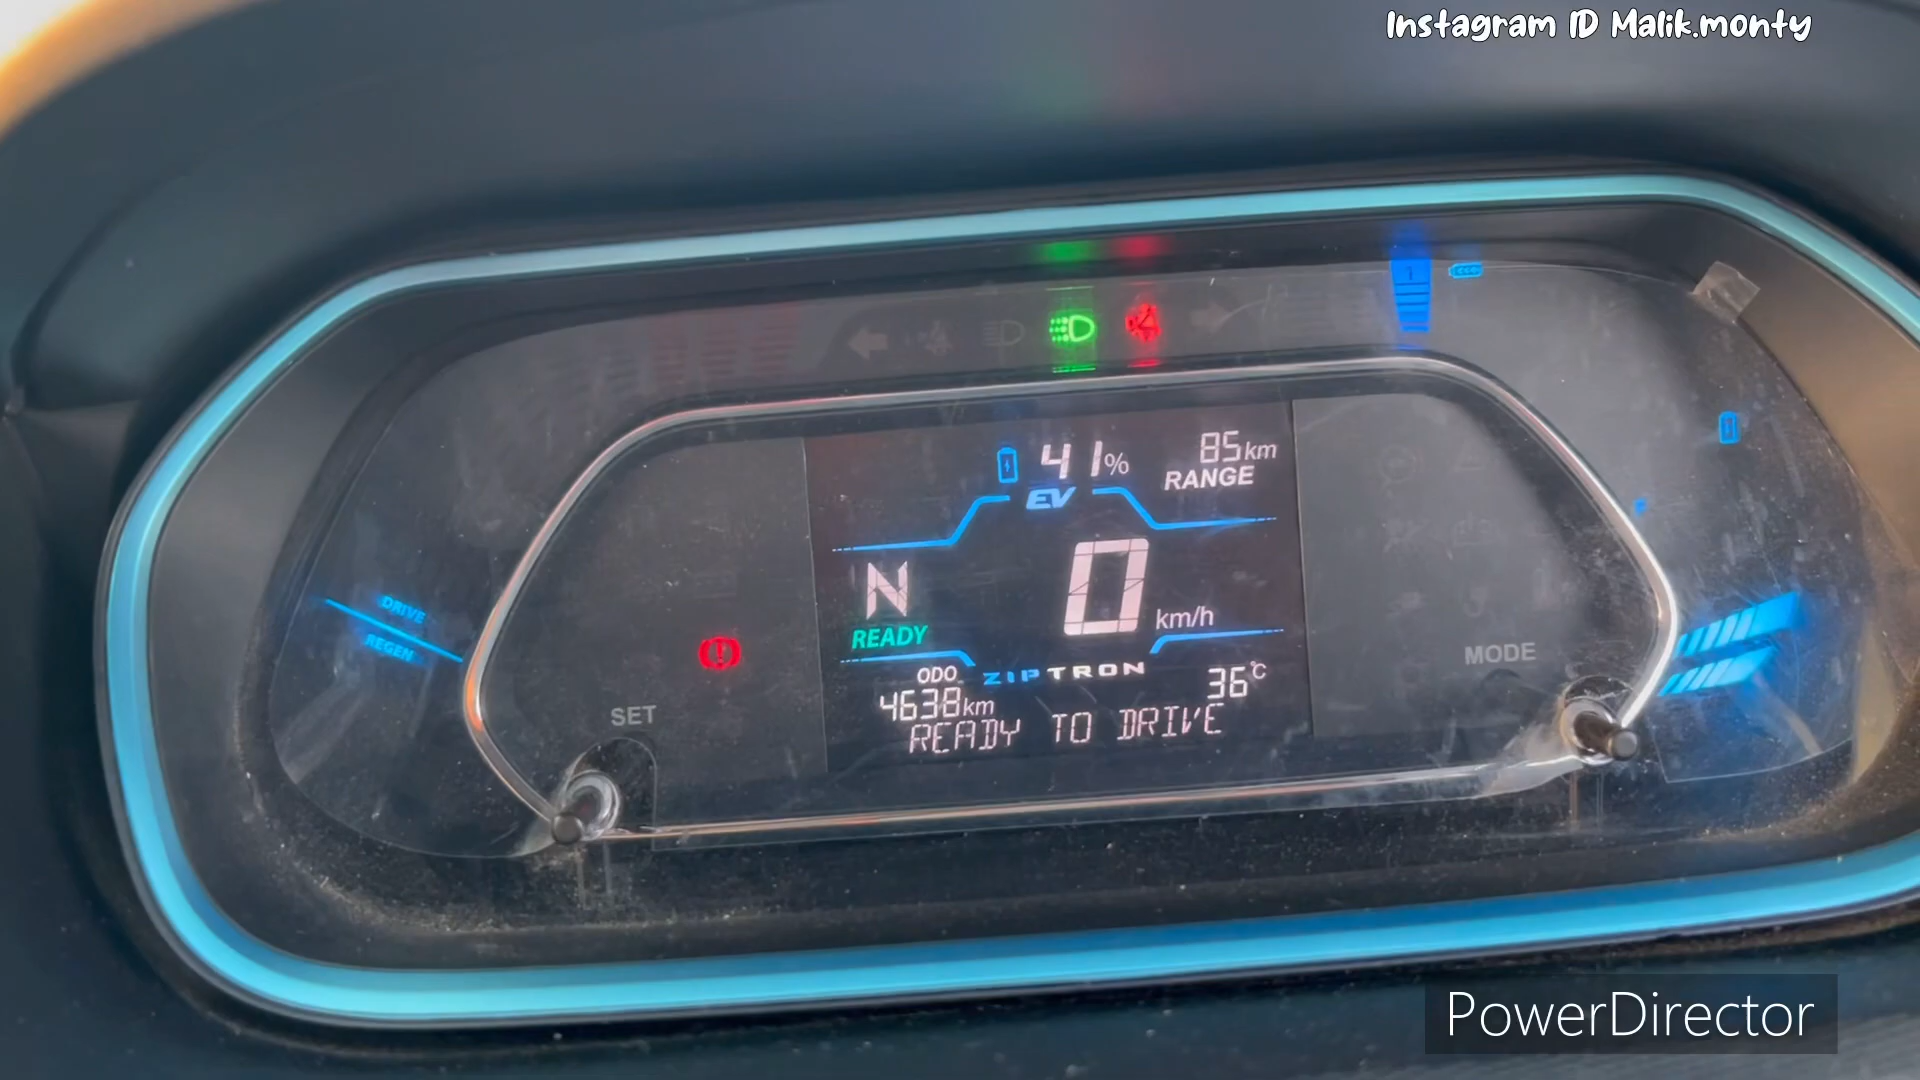 Instagram ID Malik.monty
1
41%
85km
RANGE
EV
DRIVE
REGEN
N
0
km/h
READY
ZIPTRON
ODO
4638km
36°C
READY TO DRIVE
SET
MODE
PowerDirector